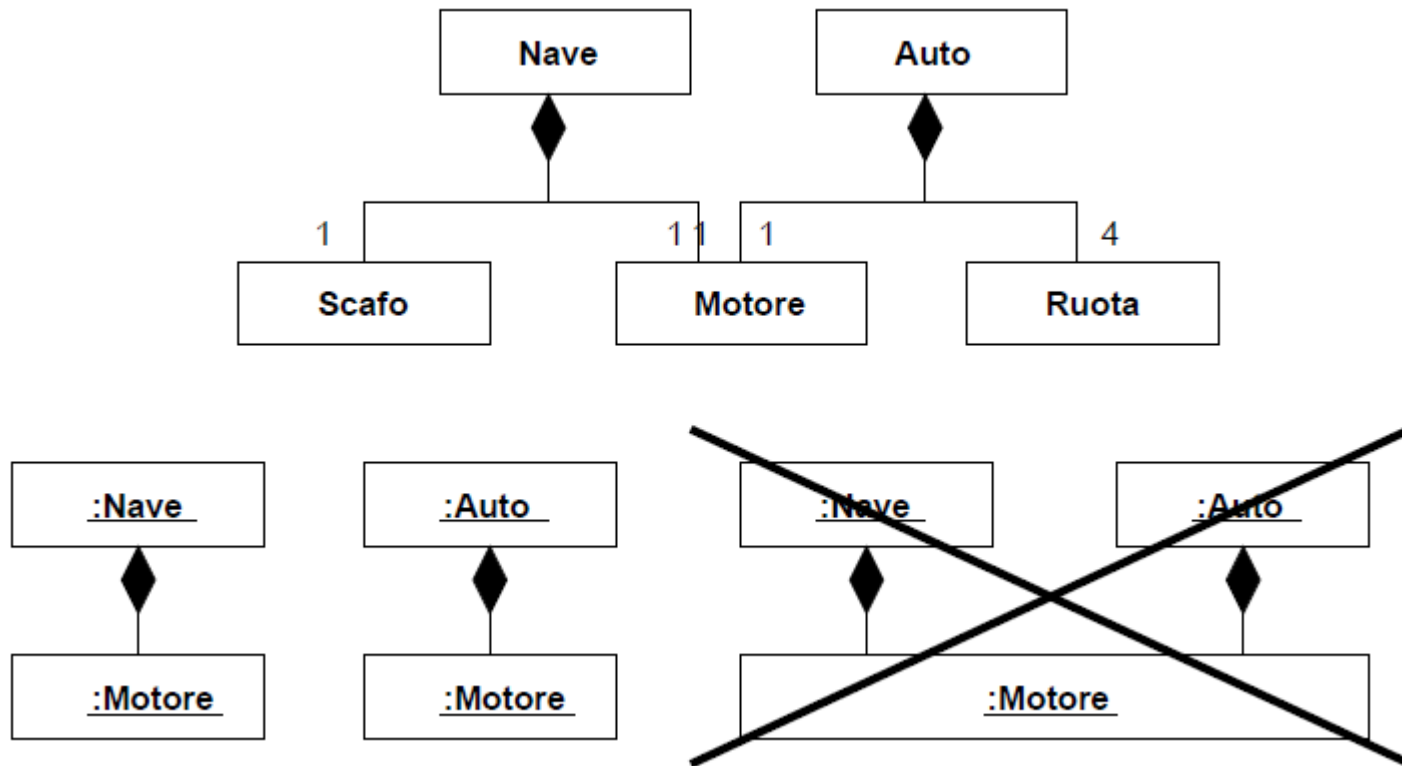 Nave Auto
1 1 1 1 4
Scafo Motore Ruota
:Nave :Auto :Nave :Auto
:Motore :Motore :Motore